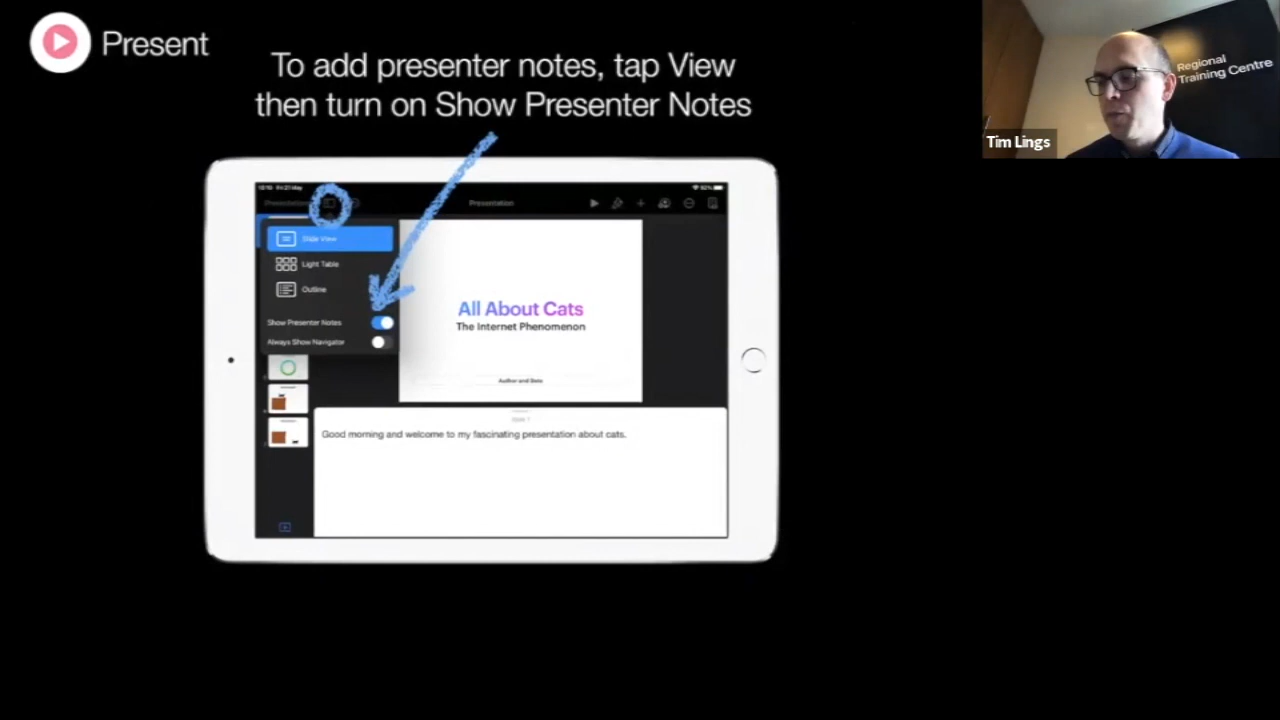 Present
To add presenter notes, tap View
then turn on Show Presenter Notes
Regional
Training Centre
Tim Lings
Presentation
Slide View
Light Table
Outline
Show Presenter Notes
Always Show Navigator
All About Cats
The Internet Phenomenon
Author and Date
Good morning and welcome to my fascinating presentation about cats.